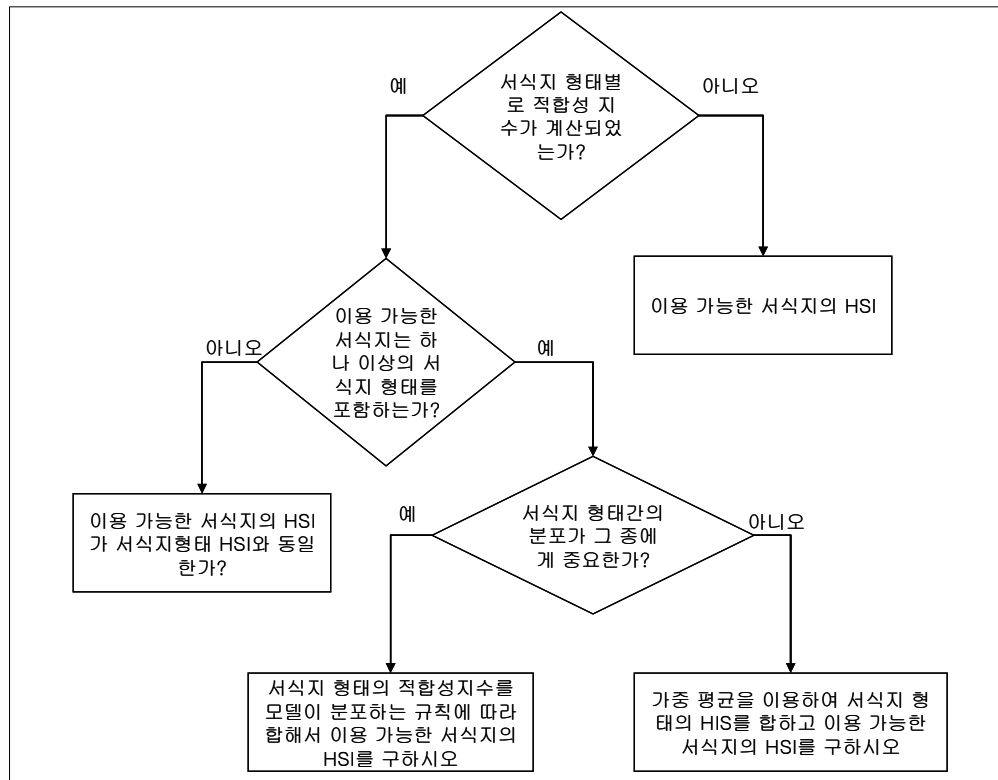 서식지 형태별
로 적합성 지
수가 계산되었
는가?
예
아니오
이용 가능한 서식지의 HSI
이용 가능한
서식지는 하
나 이상의 서
식지 형태를
포함하는가?
아니오
예
이용 가능한 서식지의 HSI
가 서식지형태 HSI와 동일
한가?
서식지 형태간의
분포가 그 종에
게 중요한가?
예
아니오
서식지 형태의 적합성지수를
모델이 분포하는 규칙에 따라
합해서 이용 가능한 서식지의
HSI를 구하시오
가중 평균을 이용하여 서식지 형
태의 HIS를 합하고 이용 가능한
서식지의 HSI를 구하시오